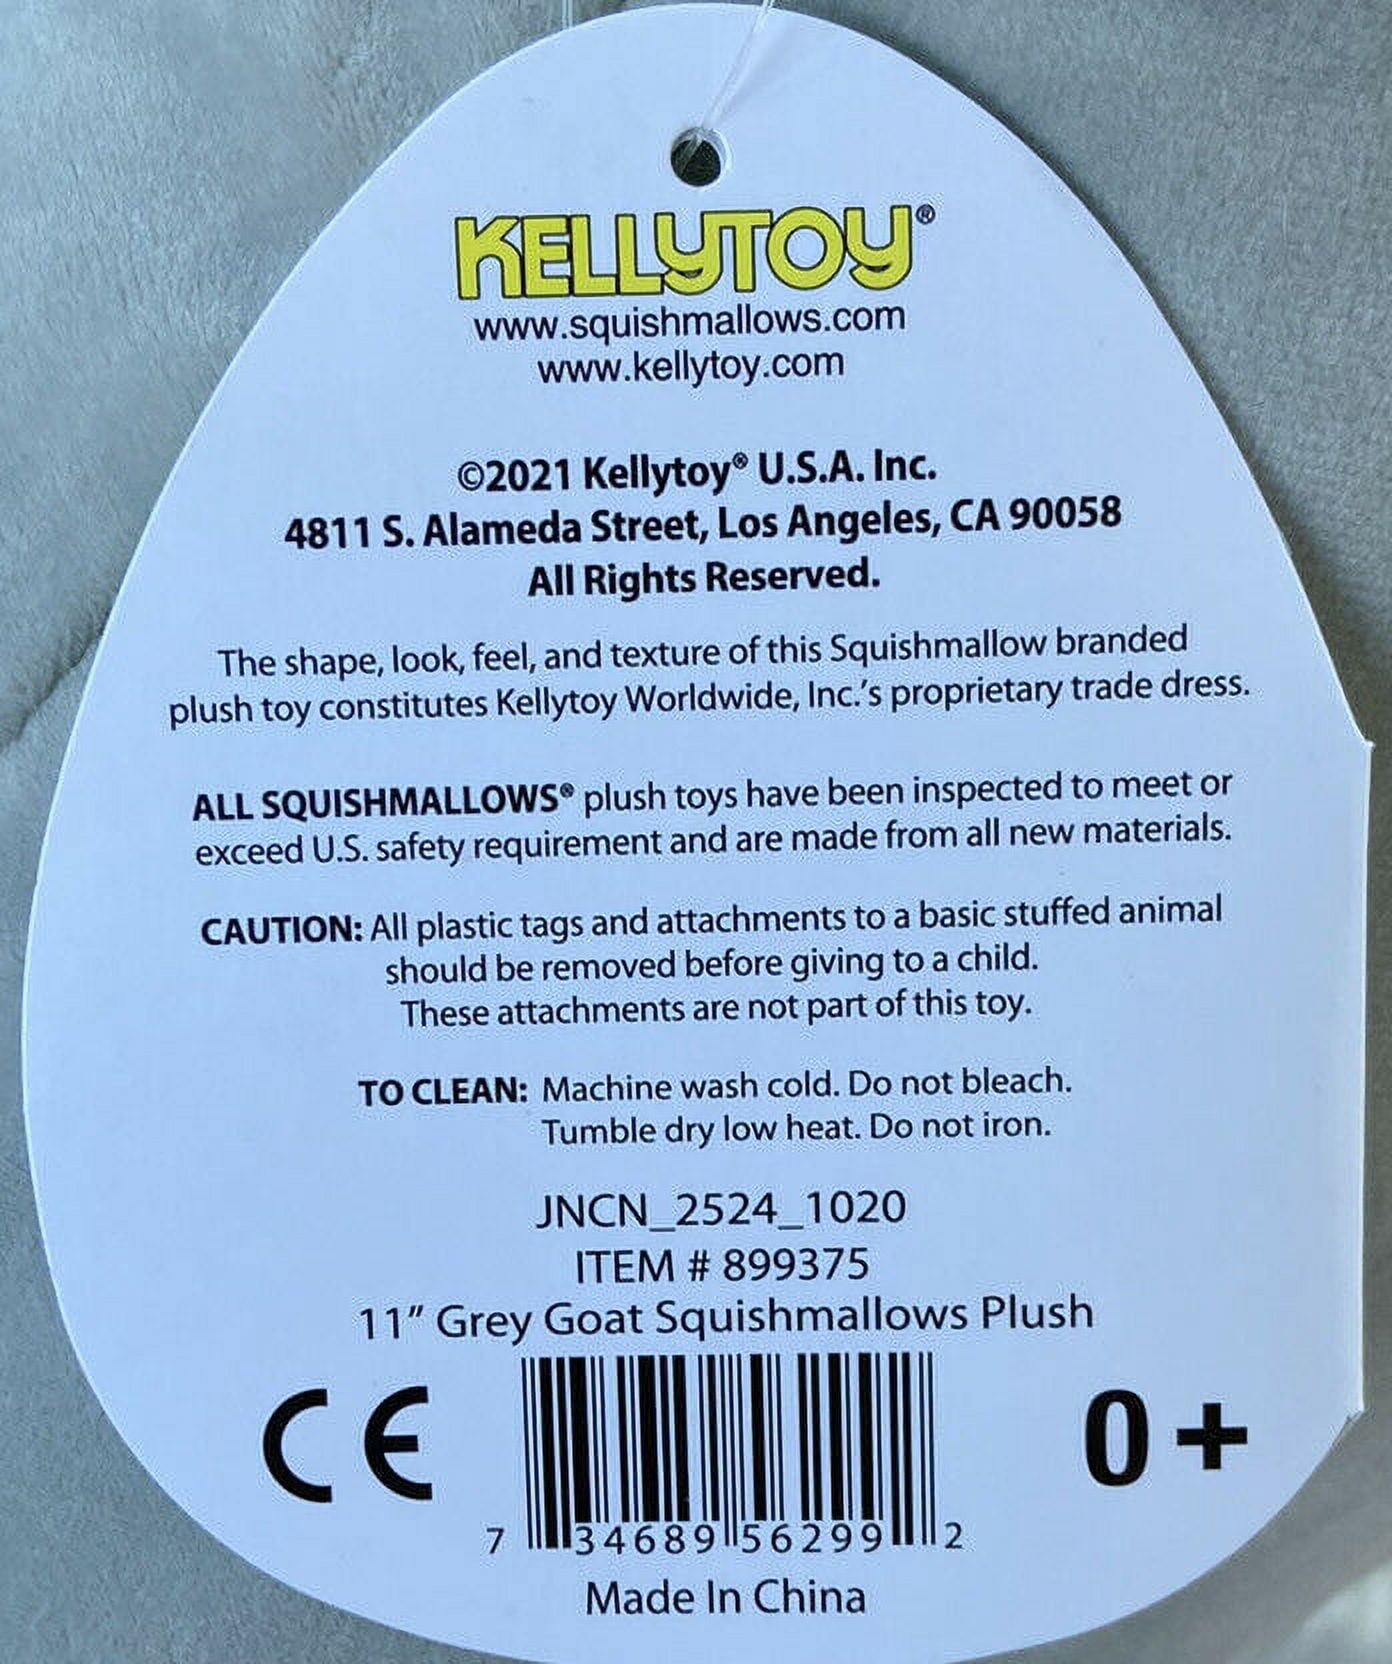 KELLYTOY®
www.squishmallows.com
www.kellytoy.com
©2021 Kellytoy® U.S.A. Inc.
4811 S. Alameda Street, Los Angeles, CA 90058
All Rights Reserved.
The shape, look, feel, and texture of this Squishmallow branded
plush toy constitutes Kellytoy Worldwide, Inc.'s proprietary trade dress.
ALL SQUISHMALLOWS® plush toys have been inspected to meet or
exceed U.S. safety requirement and are made from all new materials.
CAUTION: All plastic tags and attachments to a basic stuffed animal
should be removed before giving to a child.
These attachments are not part of this toy.
TO CLEAN: Machine wash cold. Do not bleach.
Tumble dry low heat. Do not iron.
JNCN_2524_1020
ITEM # 899375
11″ Grey Goat Squishmallows Plush
CE 0+
7 34689 56299 2
Made In China